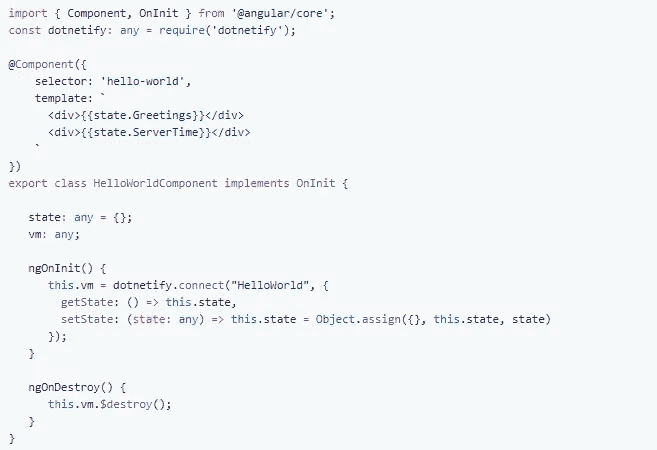 import { Component, OnInit } from '@angular/core';
const dotnetify: any = require('dotnetify');
@Component({
selector: 'hello-world',
template: `
<div>{{state.Greetings}}</div>
<div>{{state.ServerTime}}</div>
`
})
export class HelloWorldComponent implements OnInit {
state: any = {};
vm: any;
ngOnInit() {
this.vm = dotnetify.connect("HelloWorld", {
getState: () => this.state,
setState: (state: any) => this.state = Object.assign({}, this.state, state)
});
}
ngOnDestroy() {
this.vm.$destroy();
}
}